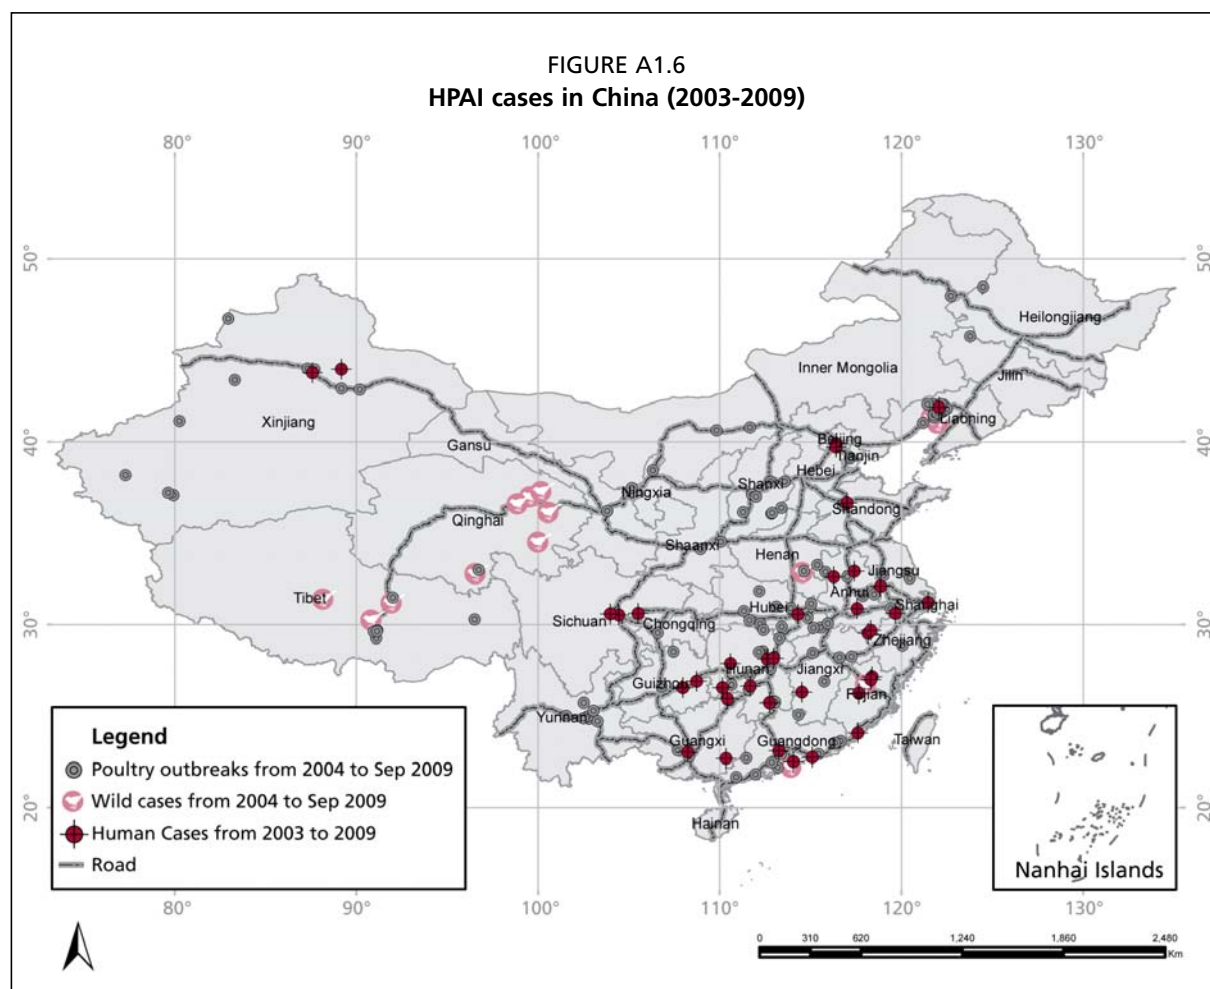 FIGURE A1.6
HPAI cases in China (2003-2009)
80° 90° 100° 110° 120° 130°
50° 50°
Heilongjiang
Inner Mongolia
Jilin
Xinjiang
Liaoning
40° 40°
Gansu
Beijing
Tianjin
Hebei
Ningxia
Shanxi
Qinghai
Shandong
Shaanxi
Henan
Jiangsu
Tibet
Anhui
Hubei
Shanghai
30° 30°
Sichuan
Chongqing
Zhejiang
Hunan
Jiangxi
Guizhou
Fujian
Yunnan
Guangxi
Guangdong
Taiwan
20° 20°
Hainan
Legend
Poultry outbreaks from 2004 to Sep 2009
Wild cases from 2004 to Sep 2009
Human Cases from 2003 to 2009
Road
Nanhai Islands
80° 90° 100° 110° 120° 130°
0 310 620 1,240 1,860 2,480
Km